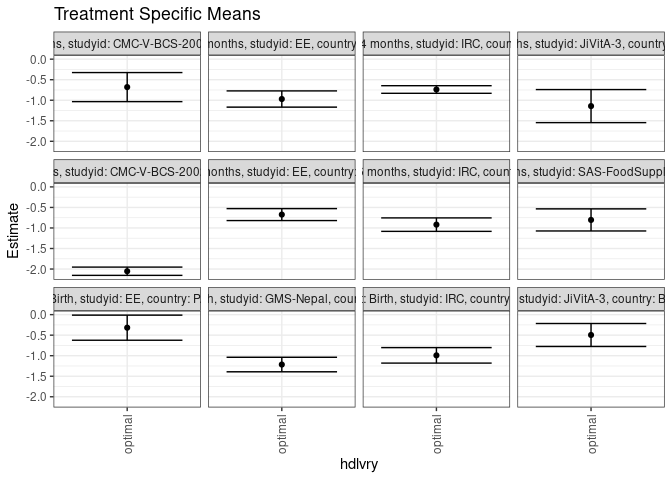 Treatment Specific Means
ns, studyid: CMC-V-BCS-200
months, studyid: EE, country
4 months, studyid: IRC, coun
hs, studyid: JiVitA-3, country
0.0
-0.5
-1.0
-1.5
-2.0
s, studyid: CMC-V-BCS-200
months, studyid: EE, country:
months, studyid: IRC, coun
ns, studyid: SAS-FoodSuppl
0.0
-0.5
-1.0
-1.5
-2.0
Birth, studyid: EE, country: P
h, studyid: GMS-Nepal, cou
: Birth, studyid: IRC, country
studyid: JiVitA-3, country: B
0.0
-0.5
-1.0
-1.5
-2.0
optimal
optimal
optimal
optimal
Estimate
hdlvry